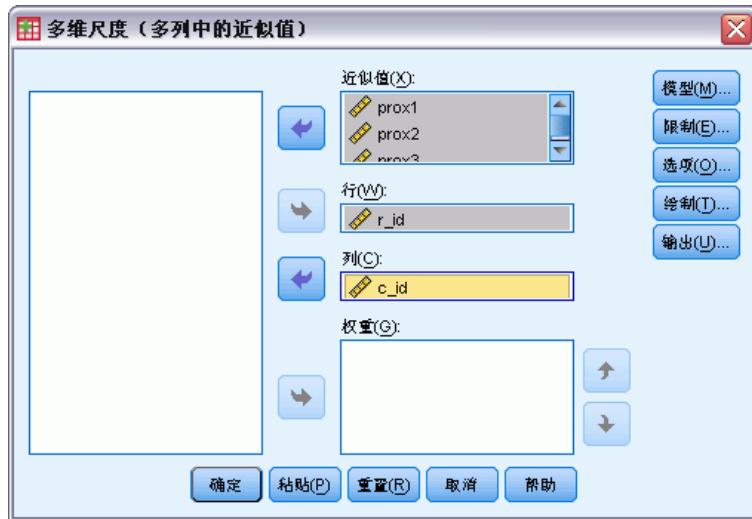 多维尺度（多列中的近似值）
近似值(X):
prox1
prox2
prox3
行(W):
r_id
列(C):
c_id
权重(G):
模型(M)...
限制(E)...
选项(O)...
绘制(T)...
输出(U)...
确定
粘贴(P)
重置(R)
取消
帮助